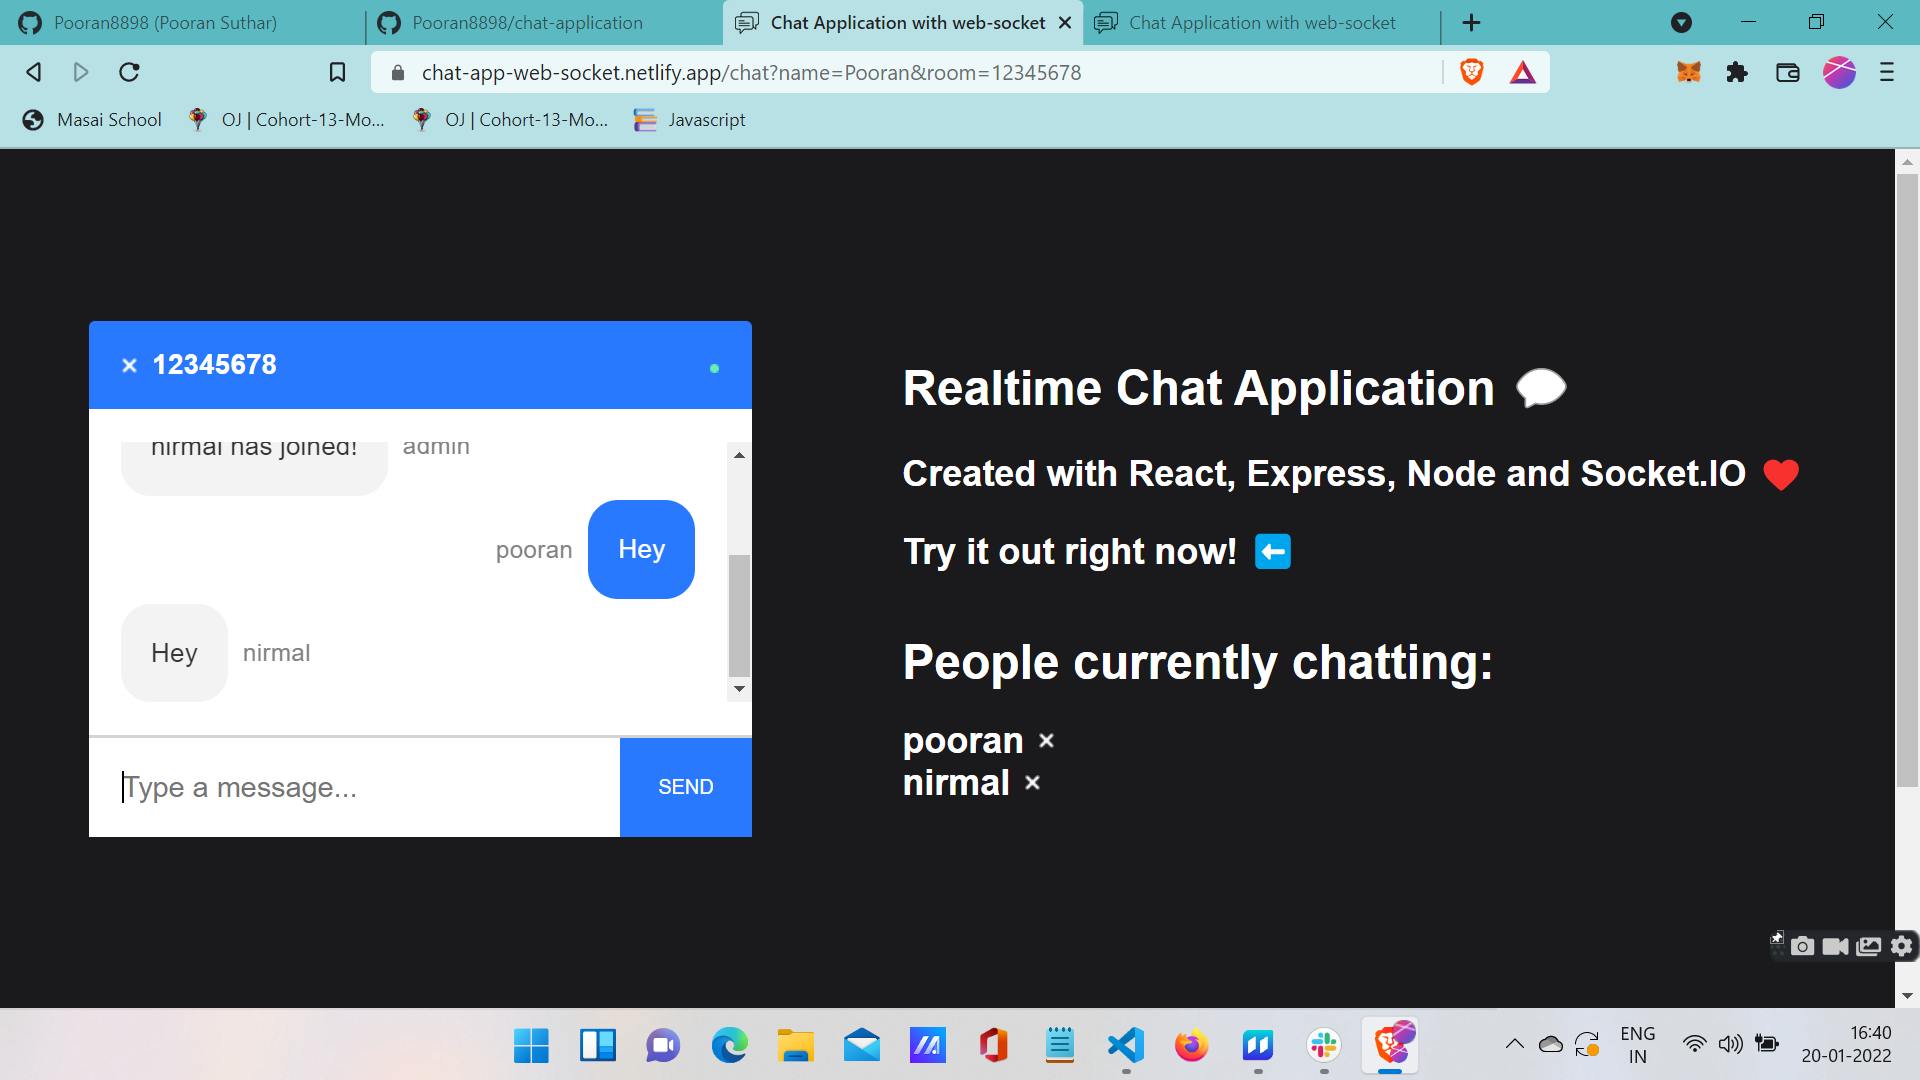 Pooran8898 (Pooran Suthar)
Pooran8898/chat-application
Chat Application with web-socket
Chat Application with web-socket
chat-app-web-socket.netlify.app/chat?name=Pooran&room=12345678
Masai School
OJ | Cohort-13-Mo...
OJ | Cohort-13-Mo...
Javascript
12345678
nirmal has joined! admin
pooran Hey
Hey nirmal
Type a message...
SEND
Realtime Chat Application 💬
Created with React, Express, Node and Socket.IO ❤️
Try it out right now! ⬅️
People currently chatting:
pooran
nirmal
ENG
IN
16:40
20-01-2022